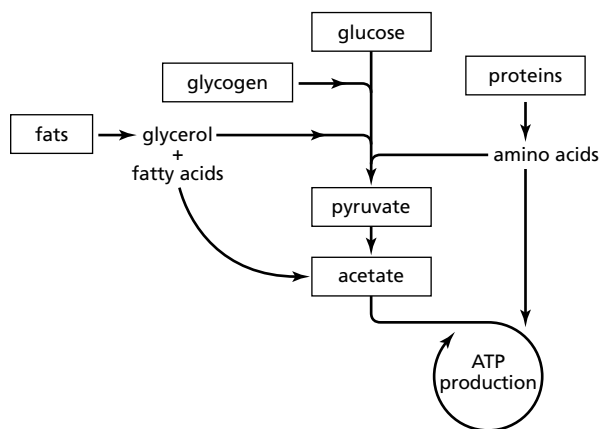 glucose
glycogen
proteins
fats
glycerol
+
fatty acids
amino acids
pyruvate
acetate
ATP
production